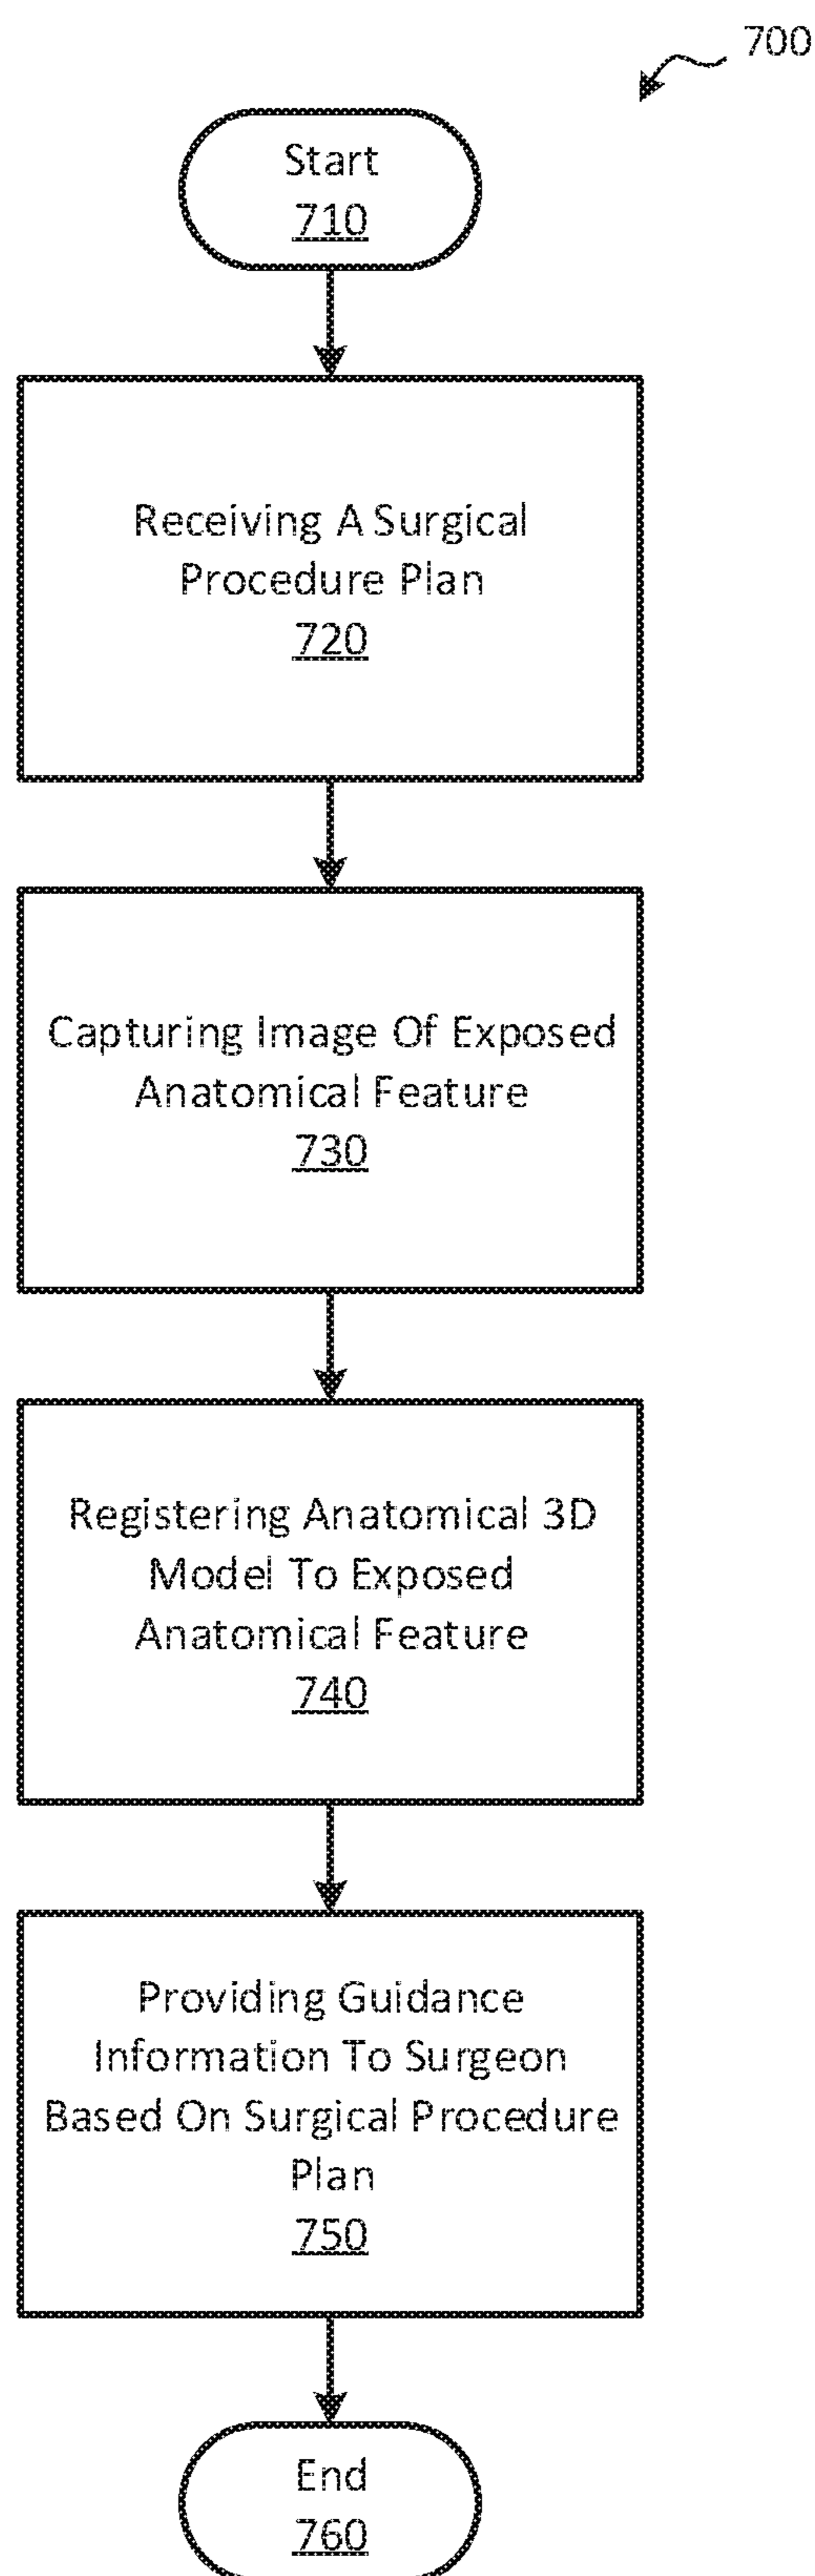 700
Start
710
Receiving A Surgical
Procedure Plan
720
Capturing Image Of Exposed
Anatomical Feature
730
Registering Anatomical 3D
Model To Exposed
Anatomical Feature
740
Providing Guidance
Information To Surgeon
Based On Surgical Procedure
Plan
750
End
760